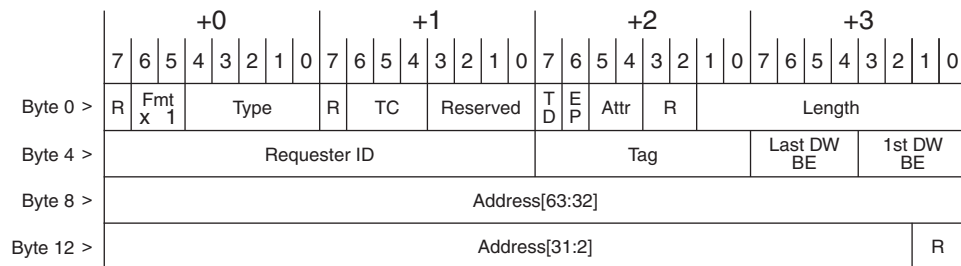 +0 +1 +2 +3
7 6 5 4 3 2 1 0 7 6 5 4 3 2 1 0 7 6 5 4 3 2 1 0 7 6 5 4 3 2 1 0
Byte 0 > R Fmt x 1 Type R TC Reserved T D E P Attr R Length
Byte 4 > Requester ID Tag Last DW BE 1st DW BE
Byte 8 > Address[63:32]
Byte 12 > Address[31:2] R